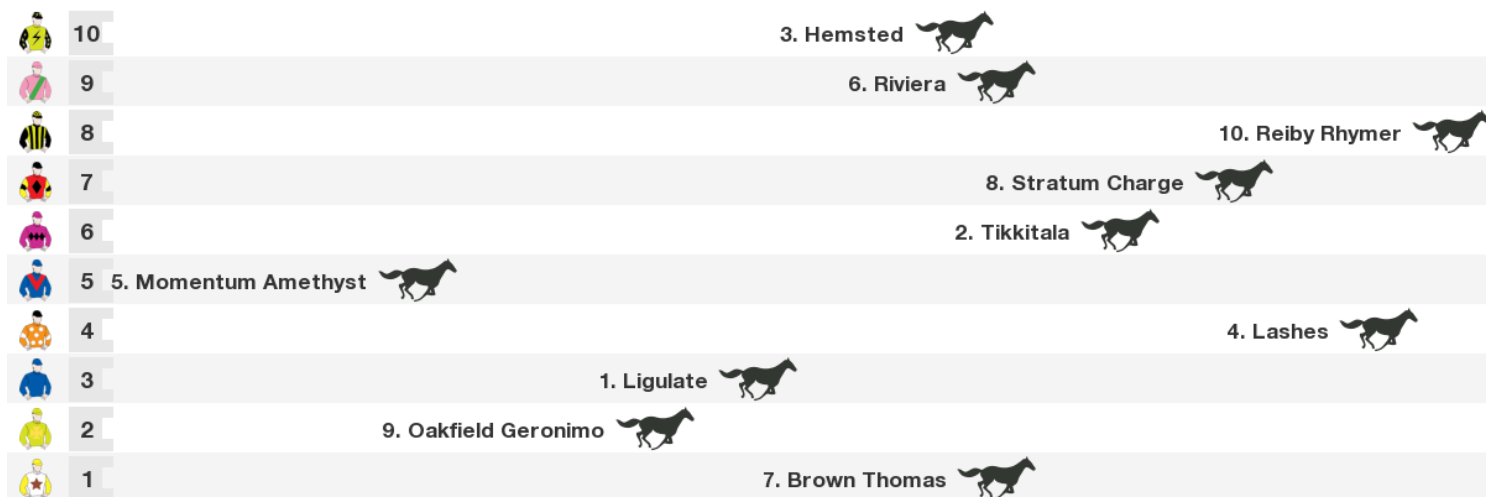 10 3. Hemsted
9 6. Riviera
8 10. Reiby Rhymer
7 8. Stratum Charge
6 2. Tikkitala
5 5. Momentum Amethyst
4 4. Lashes
3 1. Ligulate
2 9. Oakfield Geronimo
1 7. Brown Thomas